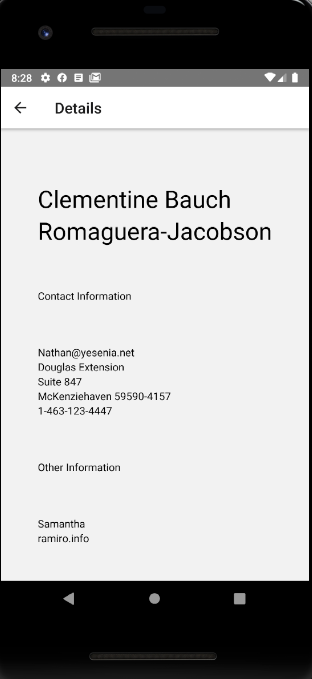 8:28
Details
Clementine Bauch
Romaguera-Jacobson
Contact Information
Nathan@yesenia.net
Douglas Extension
Suite 847
McKenziehaven 59590-4157
1-463-123-4447
Other Information
Samantha
ramiro.info